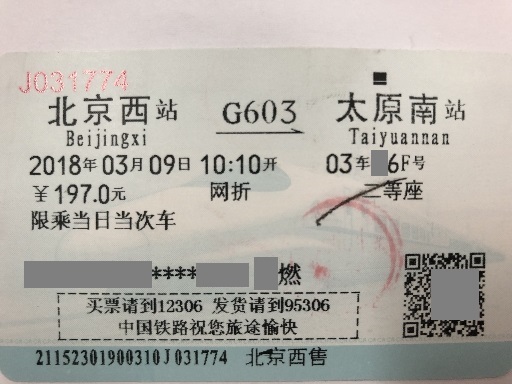 J031774
北京西站 G603 太原南站
Beijingxi Taiyuannan
2018年03月09日 10:10开 03车 6F号
¥197.0元 网折 二等座
限乘当日当次车
**** 燃
买票请到12306 发货请到95306
中国铁路祝您旅途愉快
21152301900310J031774 北京西售